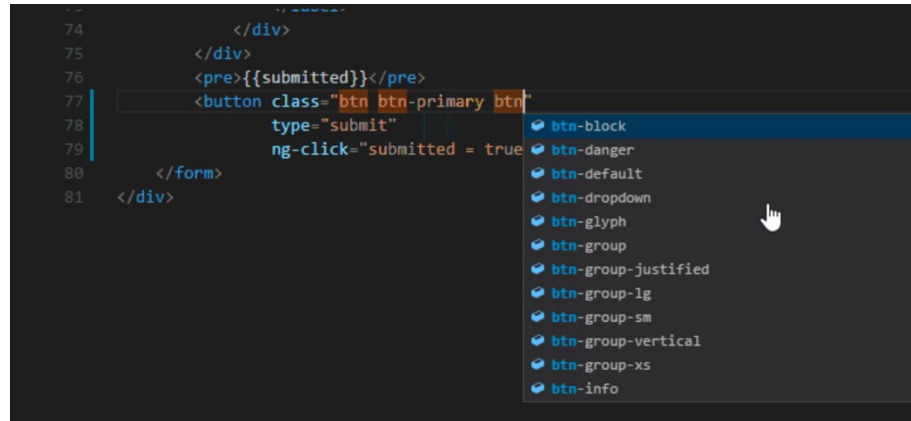 74 </div>
75 </div>
76 <pre>{{submitted}}</pre>
77 <button class="btn btn-primary btn"
78 type="submit"
79 ng-click="submitted = true
80 </form>
81 </div>
btn-block
btn-danger
btn-default
btn-dropdown
btn-glyph
btn-group
btn-group-justified
btn-group-lg
btn-group-sm
btn-group-vertical
btn-group-xs
btn-info